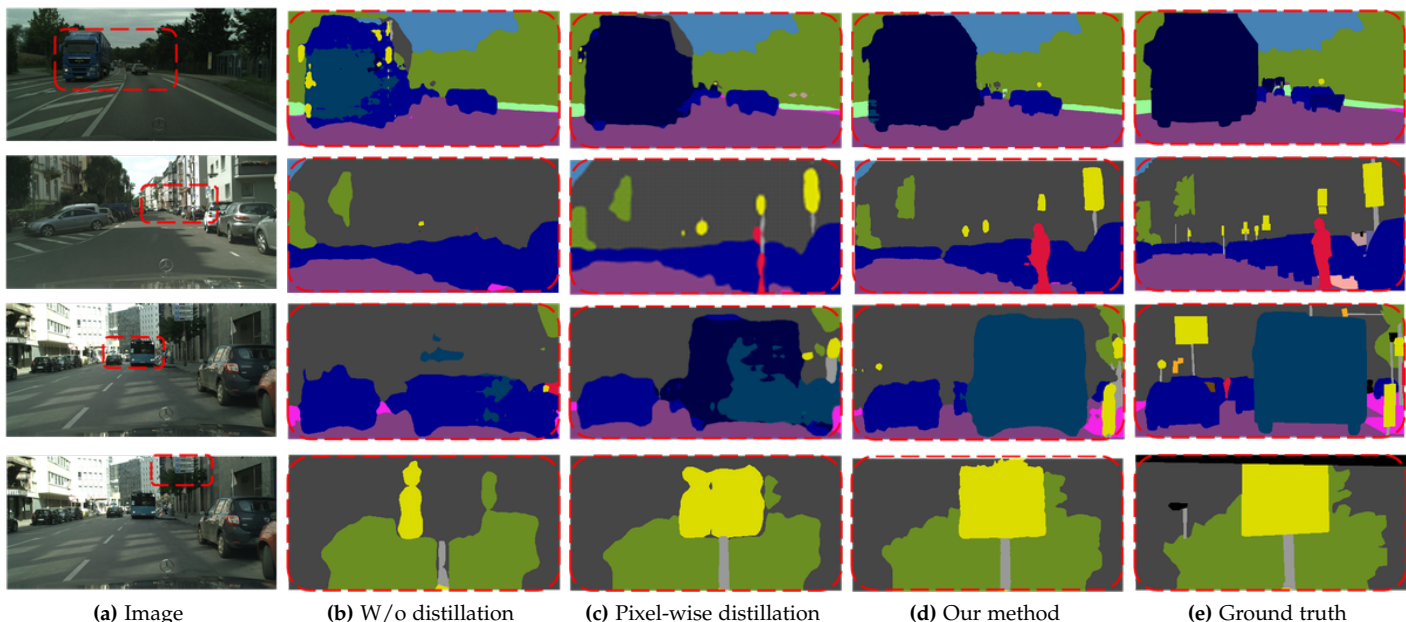 (a) Image
(b) W/o distillation
(c) Pixel-wise distillation
(d) Our method
(e) Ground truth